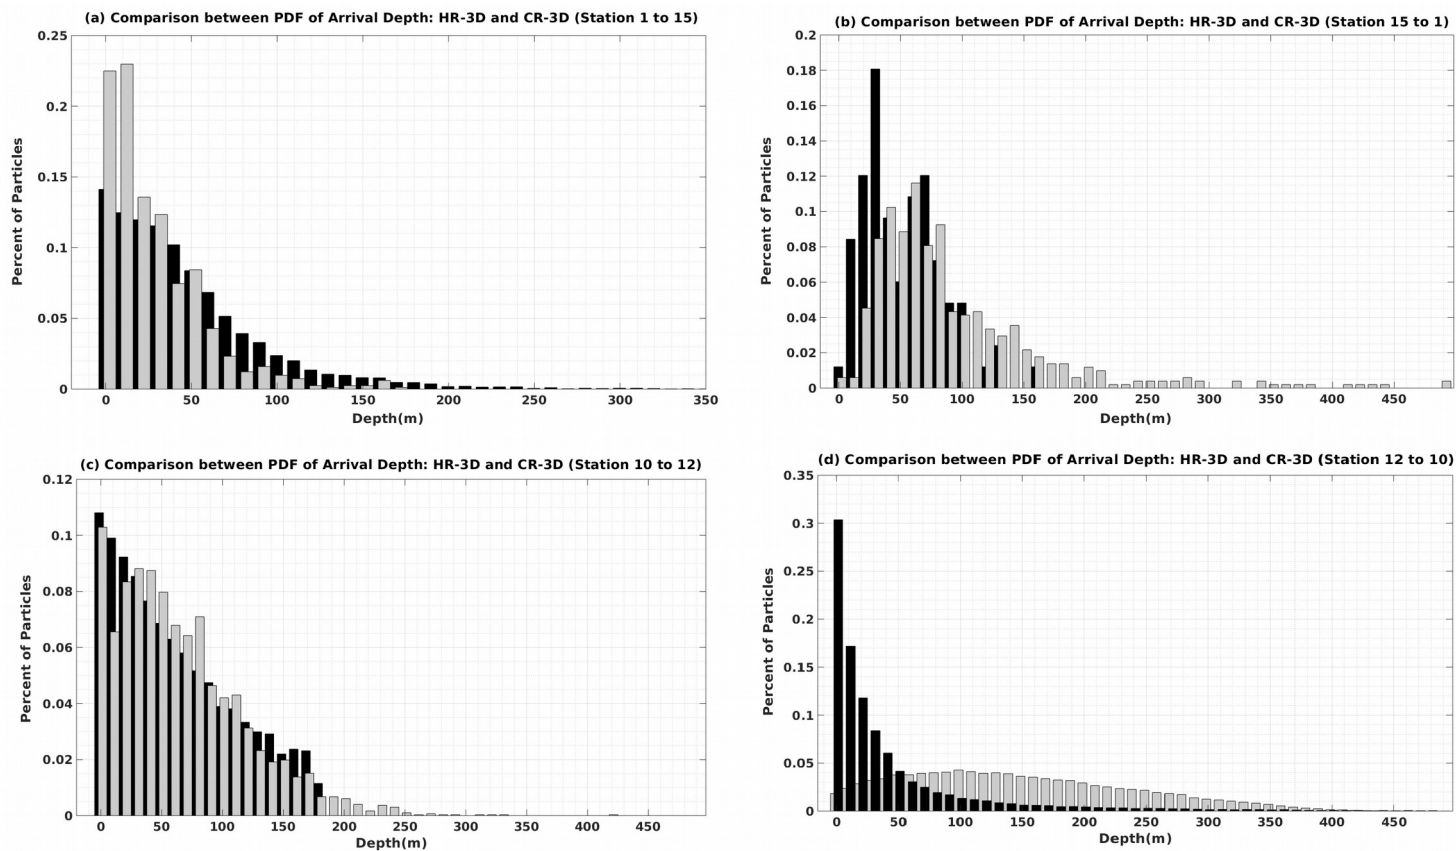 (a) Comparison between PDF of Arrival Depth: HR-3D and CR-3D (Station 1 to 15)
0.25
0.2
0.15
0.1
0.05
0
Percent of Particles
0 50 100 150 200 250 300 350
Depth(m)
(b) Comparison between PDF of Arrival Depth: HR-3D and CR-3D (Station 15 to 1)
0.2
0.18
0.16
0.14
0.12
0.1
0.08
0.06
0.04
0.02
0
Percent of Particles
0 50 100 150 200 250 300 350 400 450
Depth(m)
(c) Comparison between PDF of Arrival Depth: HR-3D and CR-3D (Station 10 to 12)
0.12
0.1
0.08
0.06
0.04
0.02
0
Percent of Particles
0 50 100 150 200 250 300 350 400 450
Depth(m)
(d) Comparison between PDF of Arrival Depth: HR-3D and CR-3D (Station 12 to 10)
0.35
0.3
0.25
0.2
0.15
0.1
0.05
0
Percent of Particles
0 50 100 150 200 250 300 350 400 450
Depth(m)